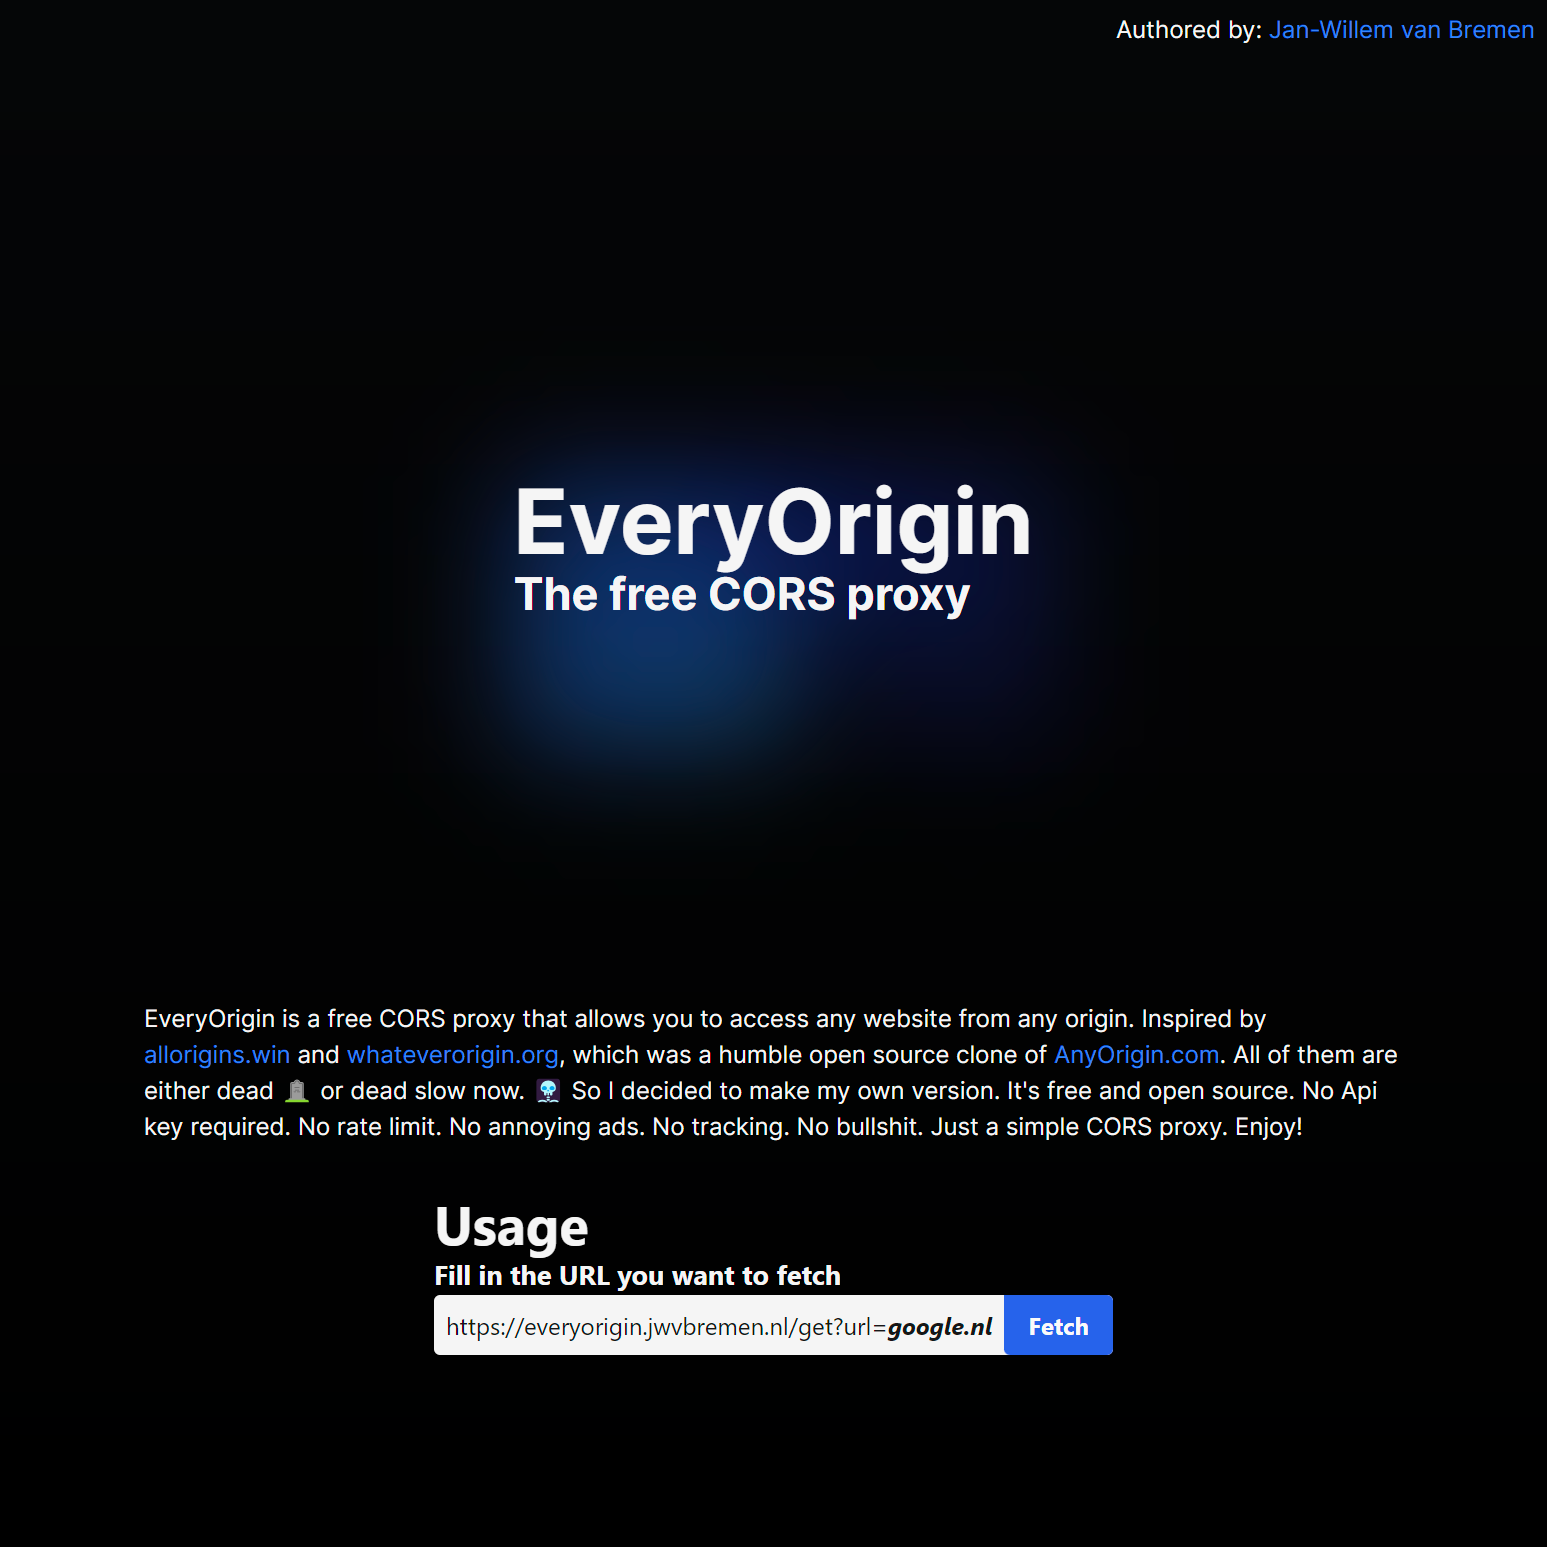 Authored by: Jan-Willem van Bremen
EveryOrigin
The free CORS proxy
EveryOrigin is a free CORS proxy that allows you to access any website from any origin. Inspired by
allorigins.win and whateverorigin.org, which was a humble open source clone of AnyOrigin.com. All of them are
either dead 🪦 or dead slow now. ☠️ So I decided to make my own version. It's free and open source. No Api
key required. No rate limit. No annoying ads. No tracking. No bullshit. Just a simple CORS proxy. Enjoy!
Usage
Fill in the URL you want to fetch
https://everyorigin.jwvbremen.nl/get?url=google.nl Fetch